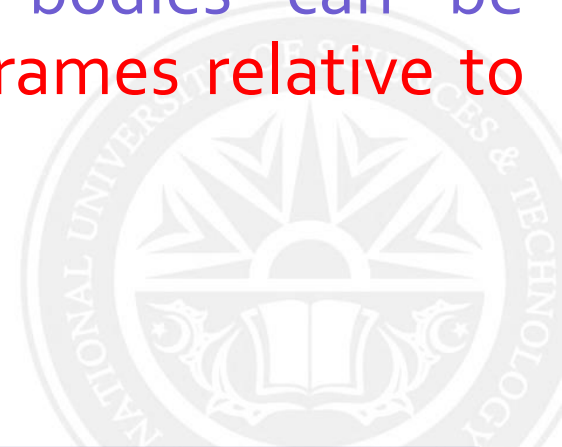 bodies can be
rames relative to
NATIONAL UNIVERSITY OF SCIENCES & TECHNOLOGY